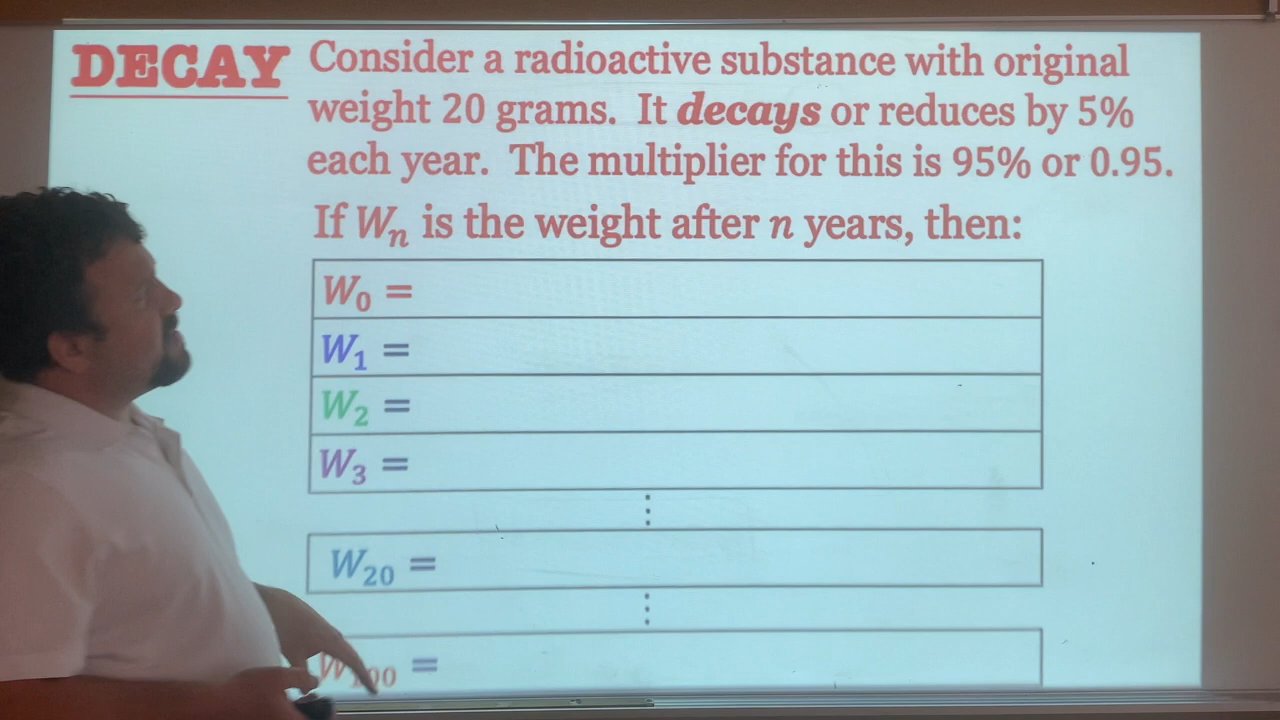 DECAY Consider a radioactive substance with original
weight 20 grams. It decays or reduces by 5%
each year. The multiplier for this is 95% or 0.95.
If Wn is the weight after n years, then:
W0 =
W1 =
W2 =
W3 =
⋮
W20 =
⋮
W100 =